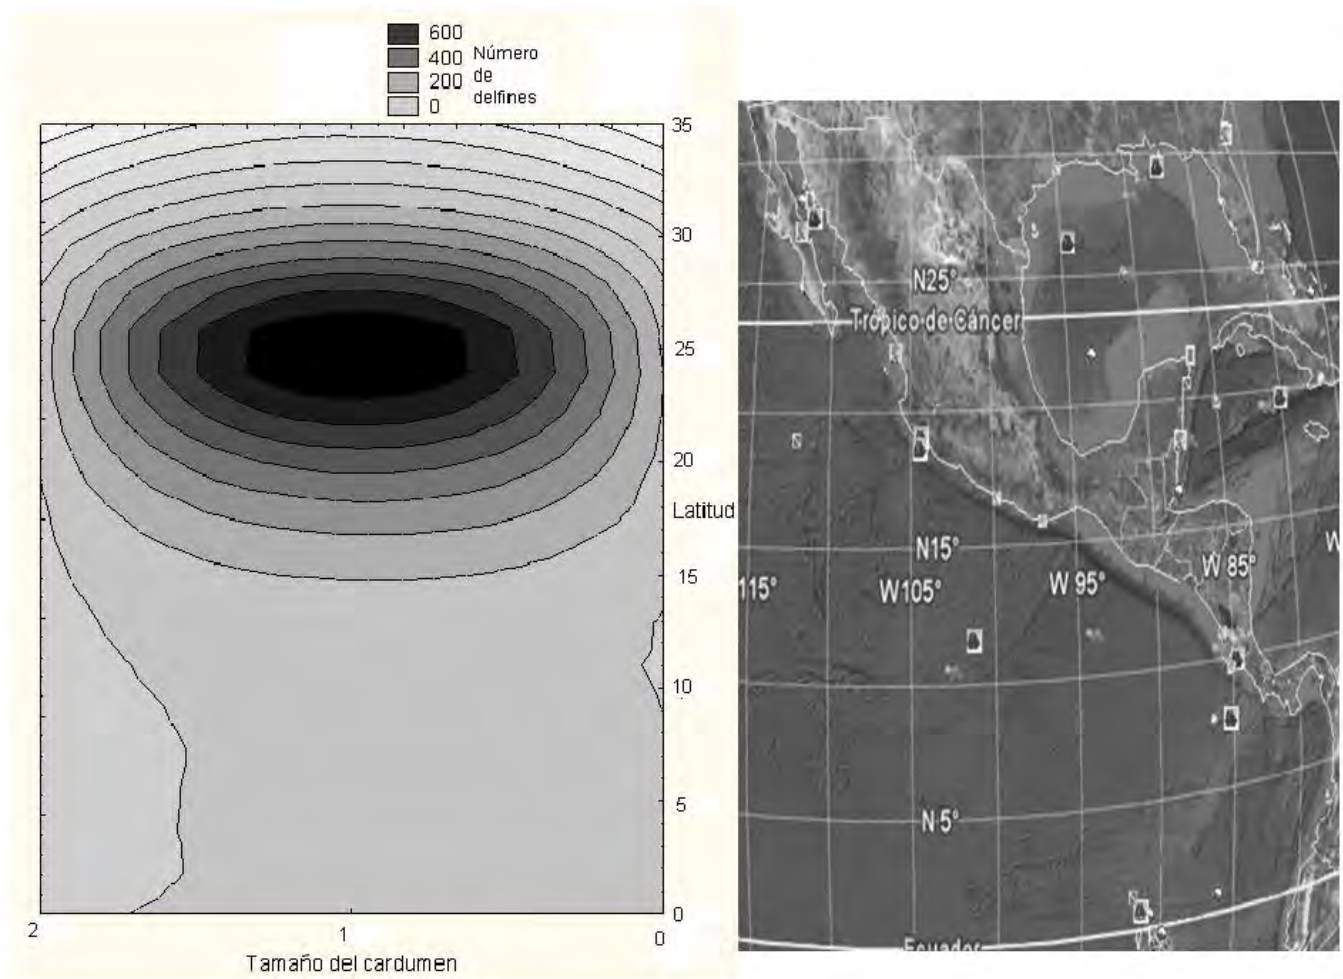 600
400
200
0
Número
de
delfines
35
30
25
20
Latitud
15
10
5
0
2
1
0
Tamaño del cardumen
N25°
Trópico de Cáncer
N15°
115°
W105°
W 95°
W 85°
W
N 5°
Ecuador